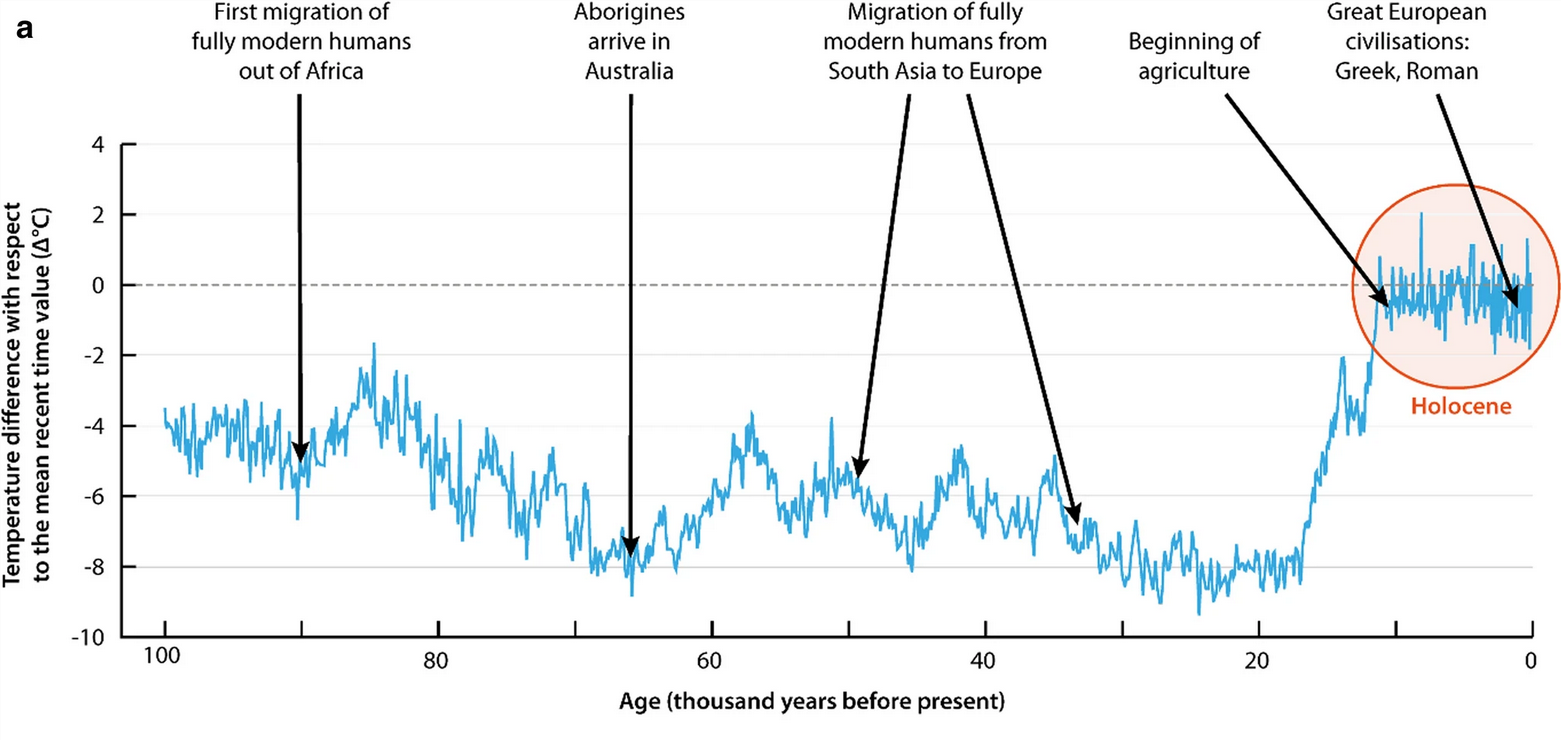 a
First migration of
fully modern humans
out of Africa
Aborigines
arrive in
Australia
Migration of fully
modern humans from
South Asia to Europe
Beginning of
agriculture
Great European
civilisations:
Greek, Roman
Temperature difference with respect
to the mean recent time value (Δ°C)
4
2
0
-2
-4
-6
-8
-10
Holocene
100
80
60
40
20
0
Age (thousand years before present)